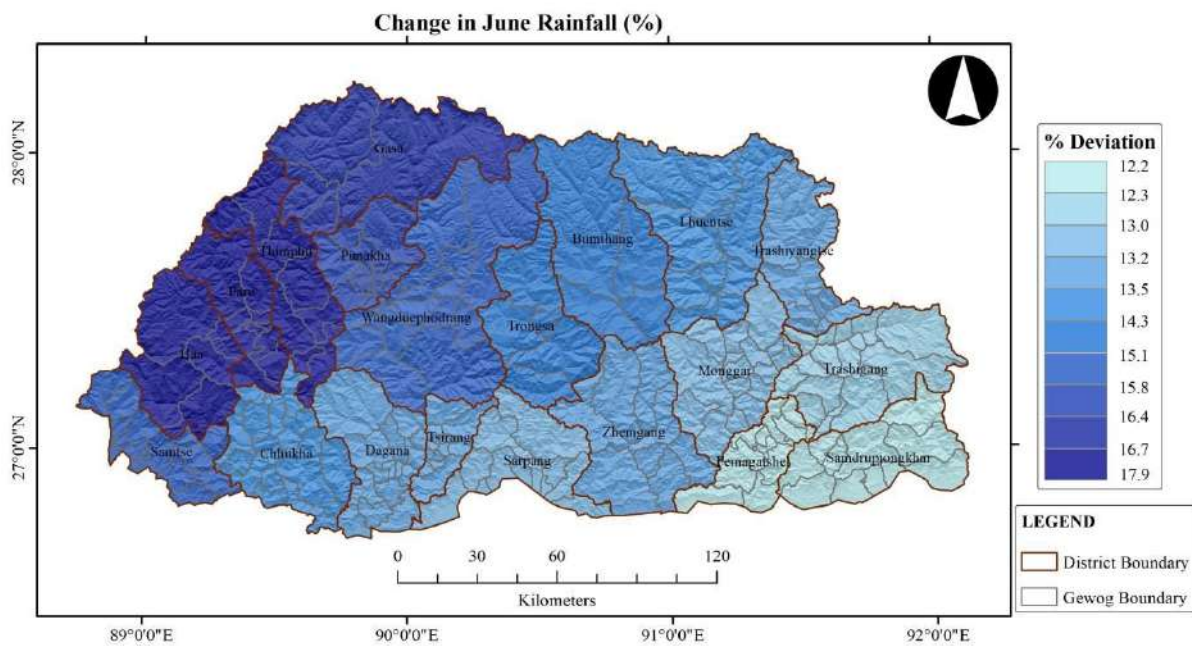 Change in June Rainfall (%)
89°0'0"E
90°0'0"E
91°0'0"E
92°0'0"E
28°0'0"N
27°0'0"N
Gasa
Thimphu
Punakha
Paro
Haa
Wangduephodrang
Bumthang
Lhuentse
Trashiyangtse
Trongsa
Monggar
Trashigang
Samtse
Chhukha
Dagana
Tsirang
Sarpang
Zhemgang
Pemagatshel
Samdrupjongkhar
0 30 60 120
Kilometers
% Deviation
12.2
12.3
13.0
13.2
13.5
14.3
15.1
15.8
16.4
16.7
17.9
LEGEND
District Boundary
Gewog Boundary